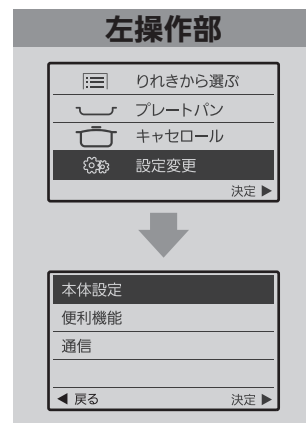 左操作部
りれきから選ぶ
プレートパン
キャセロール
設定変更
決定 ▶
本体設定
便利機能
通信
◀ 戻る 決定 ▶